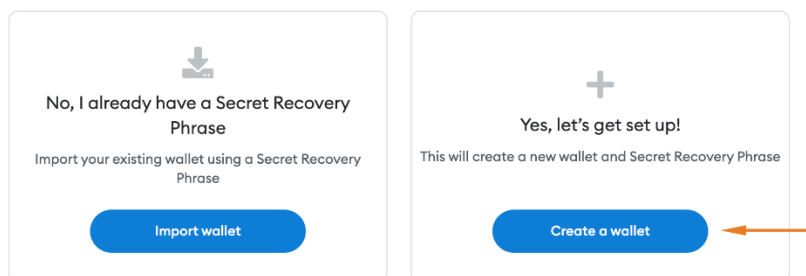 No, I already have a Secret Recovery
Phrase
Import your existing wallet using a Secret Recovery
Phrase
Import wallet
Yes, let's get set up!
This will create a new wallet and Secret Recovery Phrase
Create a wallet